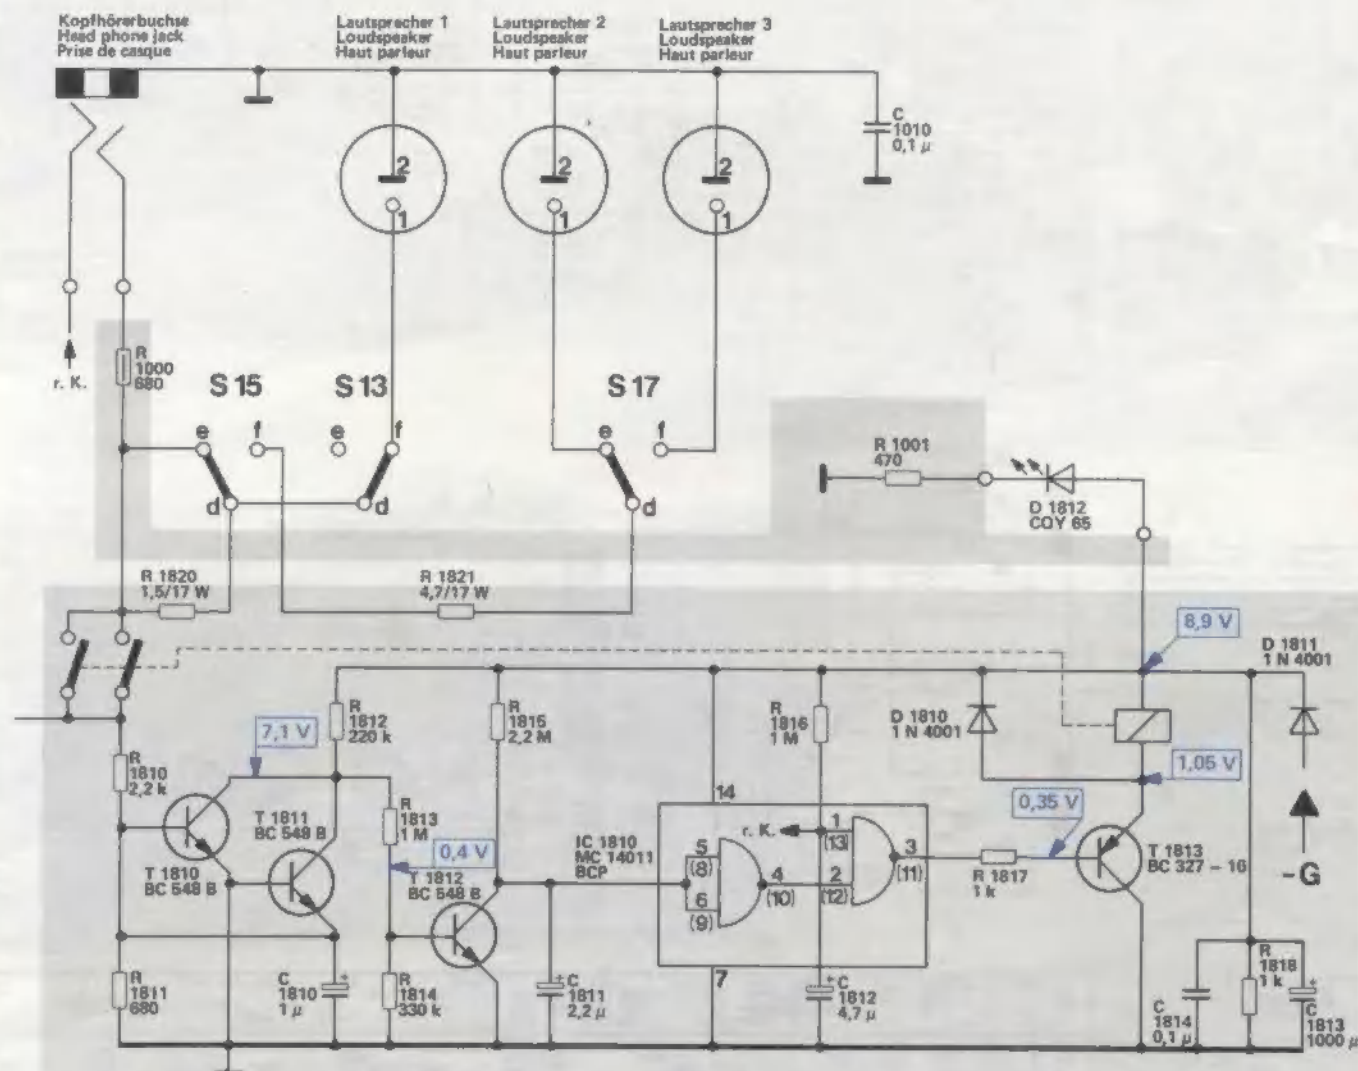 Kopfhörerbuchse
Head phone jack
Prise de casque
Lautsprecher 1
Loudspeaker
Haut parleur
Lautsprecher 2
Loudspeaker
Haut parleur
Lautsprecher 3
Loudspeaker
Haut parleur
C
1010
0,1 µ
2
1
2
1
2
1
r. K.
R
1000
680
S 15
S 13
S 17
e
f
e
f
e
f
d
d
d
R 1001
470
D 1812
CQY 65
R 1820
1,5/17 W
R 1821
4,7/17 W
8,9 V
D 1811
1 N 4001
R
1810
2,2 k
7,1 V
R
1812
220 k
R
1815
2,2 M
R
1816
1 M
D 1810
1 N 4001
1,05 V
T 1811
BC 548 B
R
1813
1 M
0,4 V
14
IC 1810
MC 14011
BCP
r. K.
1
(13)
5
(8)
6
(9)
4
(10)
2
(12)
3
(11)
0,35 V
R 1817
1 k
T 1813
BC 327 – 16
-G
T 1810
BC 548 B
T 1812
BC 548 B
7
R
1811
680
C
1810
1 µ
+
R
1814
330 k
C
1811
2,2 µ
+
C
1812
4,7 µ
+
C
1814
0,1 µ
R
1818
1 k
C
1813
1000 µ
+